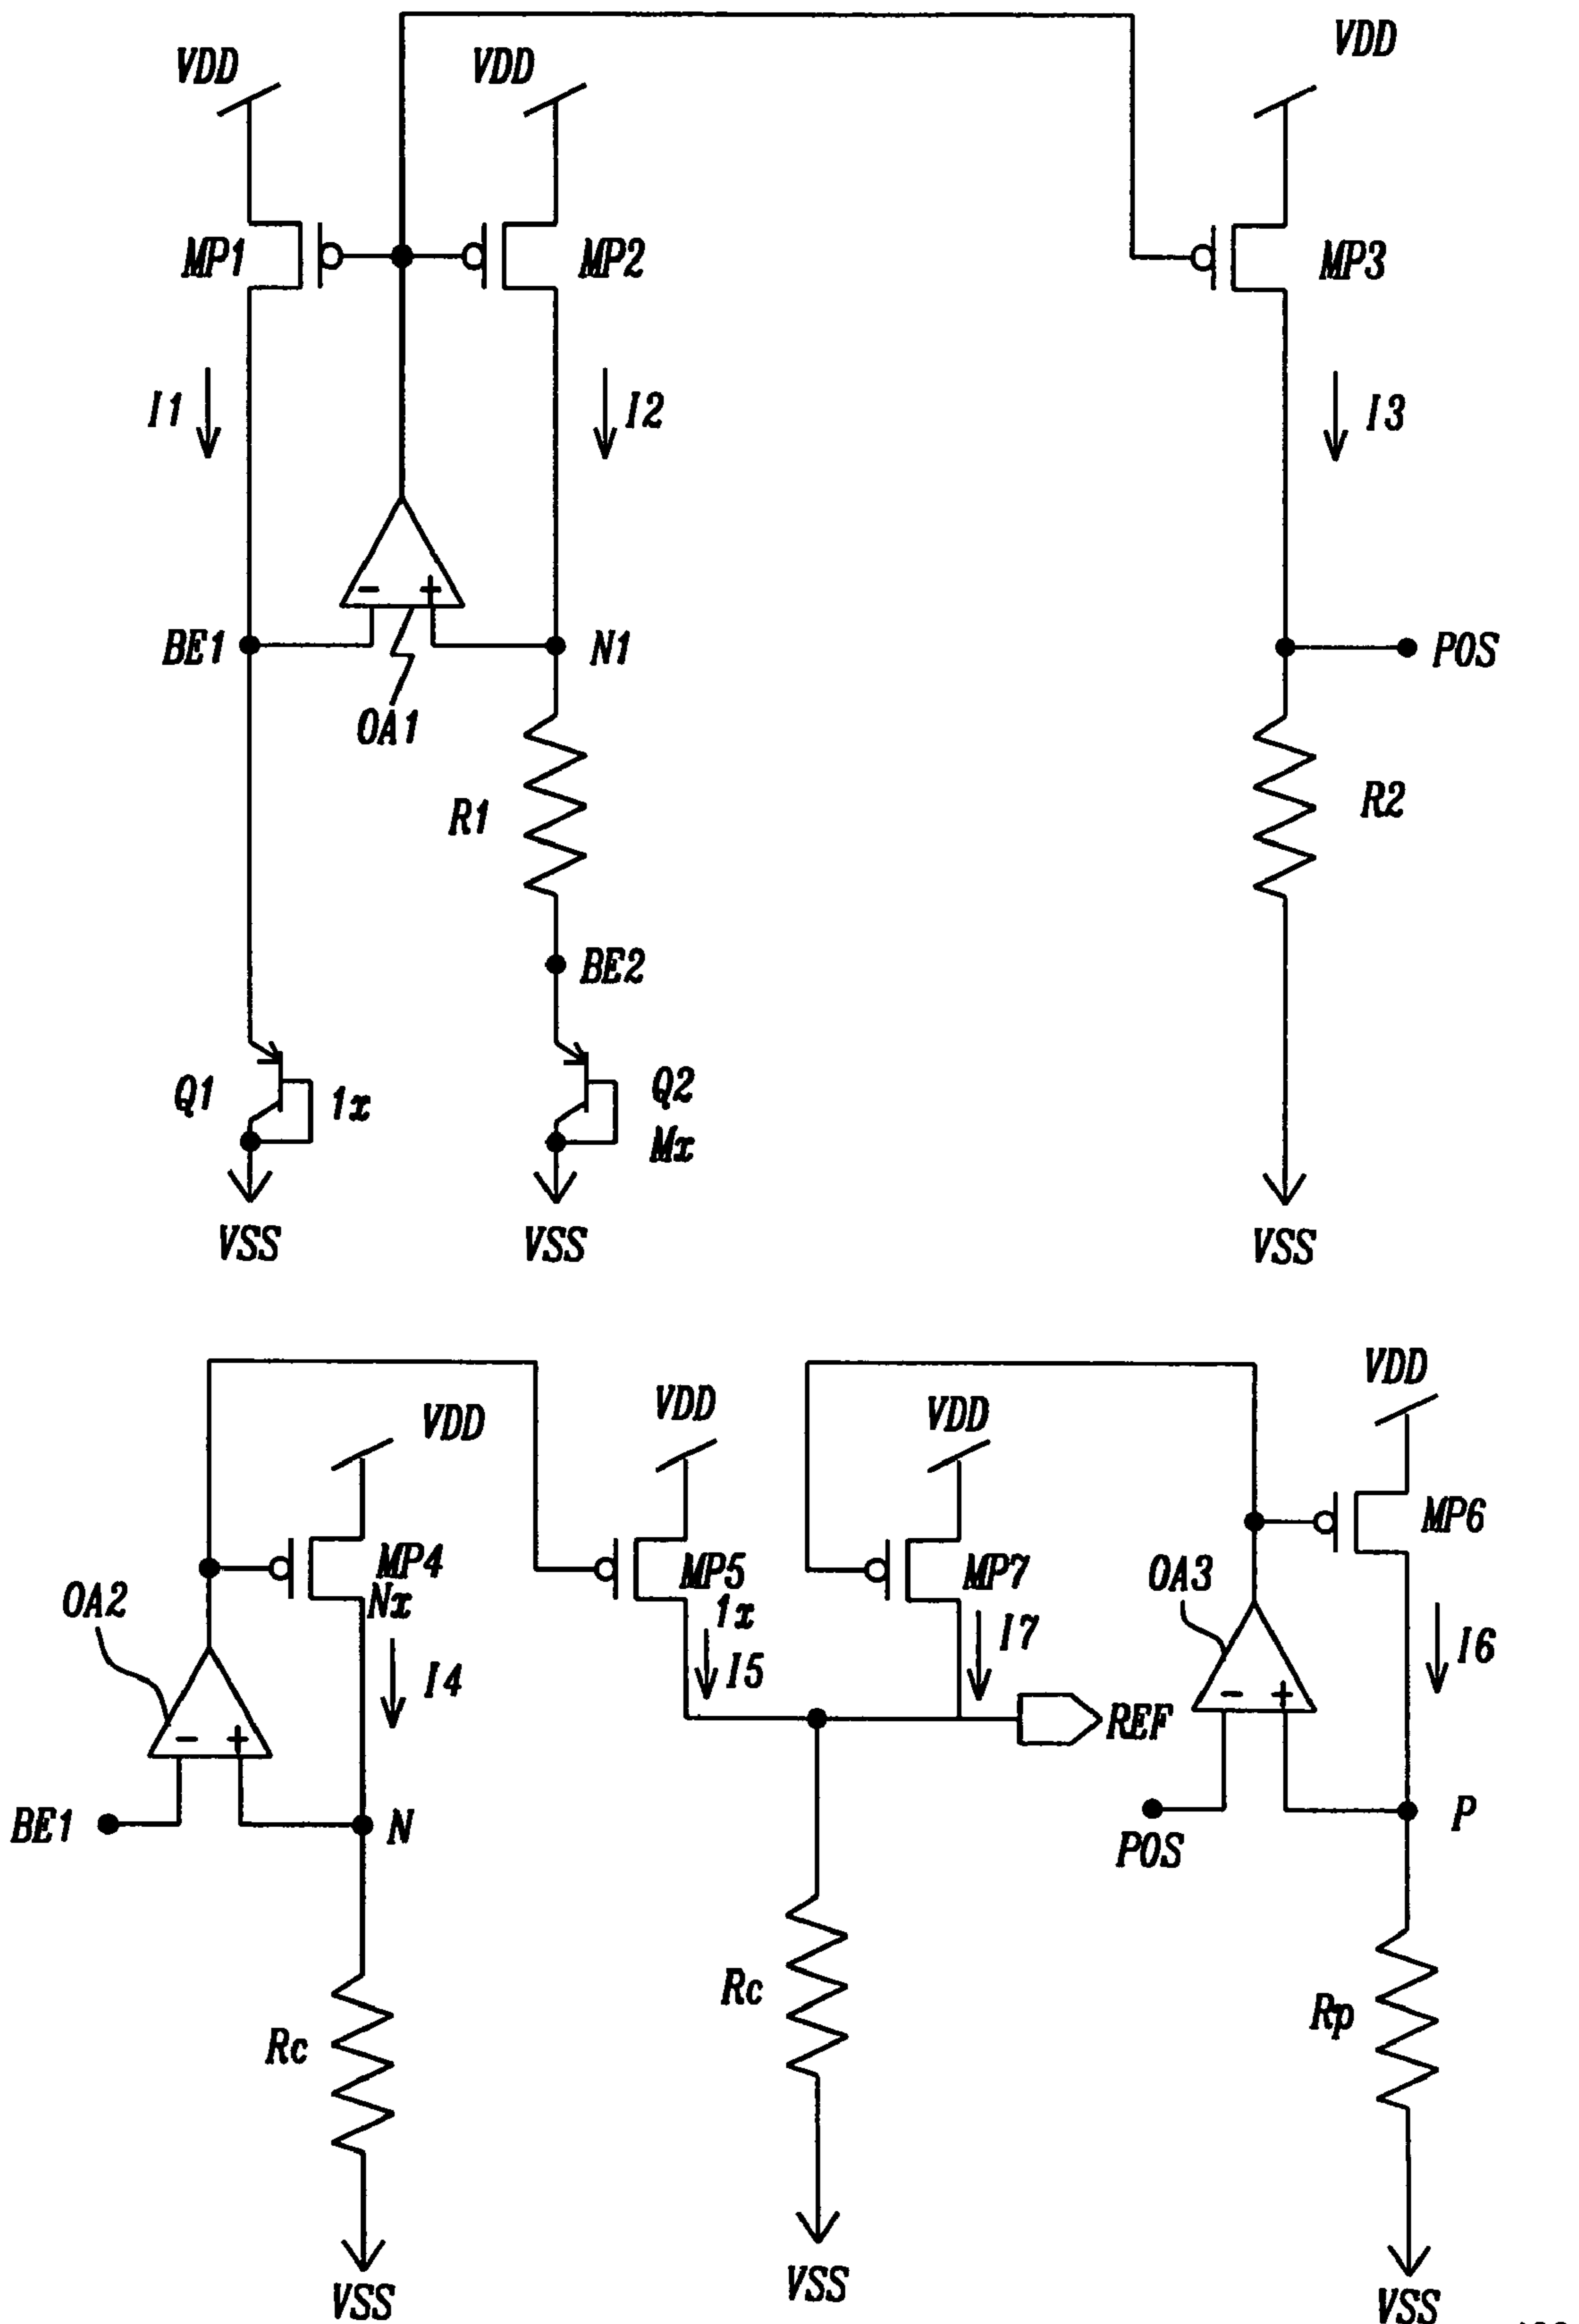 VDD
VDD
VDD
MP1
MP2
MP3
I1
I2
I3
- +
BE1
N1
POS
OA1
R1
R2
BE2
Q1
1x
Q2
Mx
VSS
VSS
VSS
VDD
VDD
VDD
VDD
MP4
Nx
MP5
1x
MP7
MP6
OA2
OA3
I4
I5
I7
I6
- +
- +
REF
BE1
N
POS
P
Rc
Rc
Rp
VSS
VSS
VSS